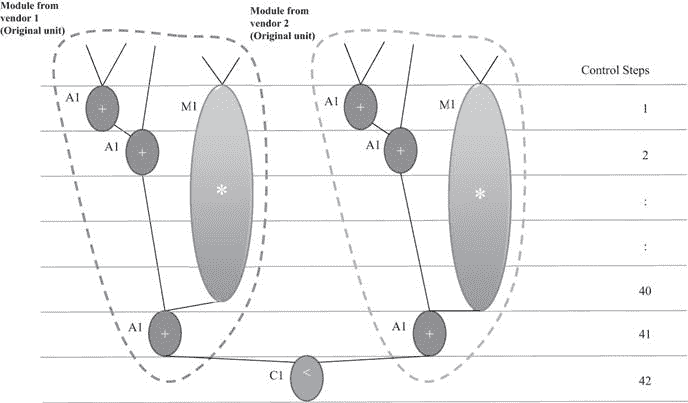 Module from
vendor 1
(Original unit)
Module from
vendor 2
(Original unit)
Control Steps
A1
+
M1
*
A1
+
M1
*
1
A1
+
A1
+
2
:
:
40
A1
+
A1
+
41
C1
<
42